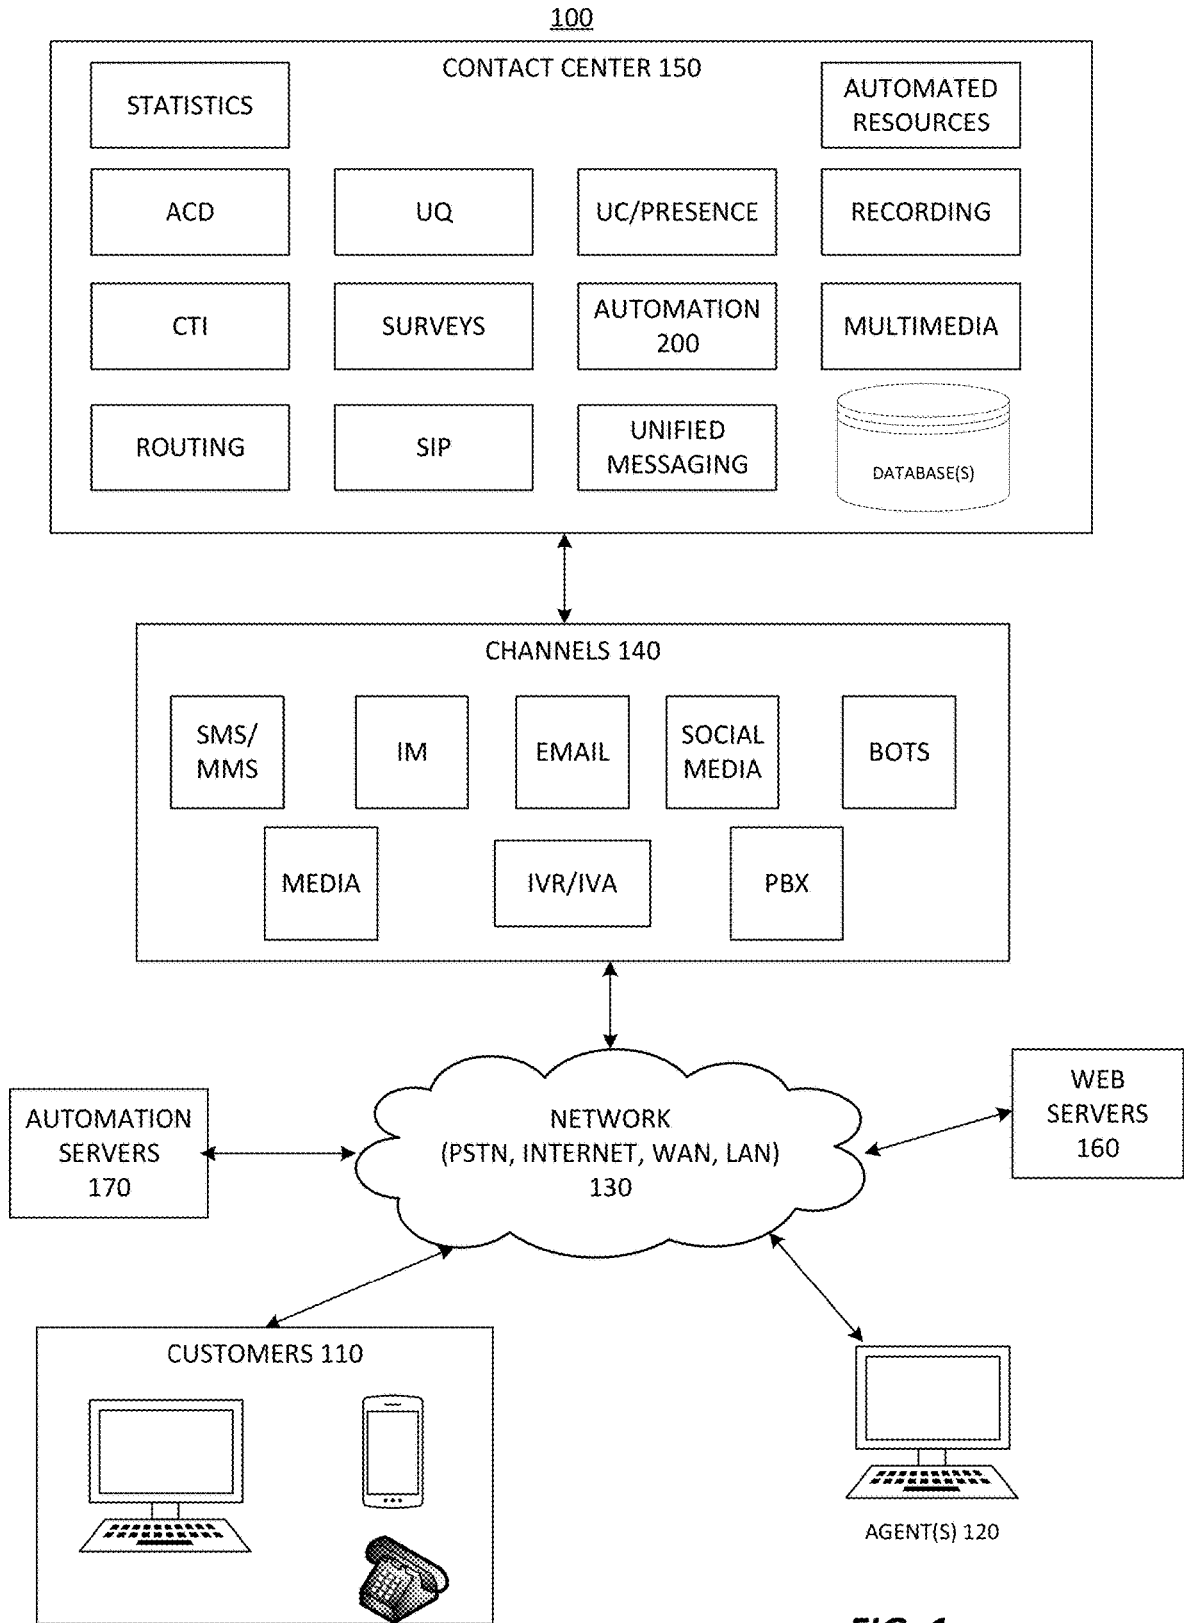 100
CONTACT CENTER 150
STATISTICS
AUTOMATED
RESOURCES
ACD
UQ
UC/PRESENCE
RECORDING
CTI
SURVEYS
AUTOMATION
200
MULTIMEDIA
ROUTING
SIP
UNIFIED
MESSAGING
DATABASE(S)
CHANNELS 140
SMS/
MMS
IM
EMAIL
SOCIAL
MEDIA
BOTS
MEDIA
IVR/IVA
PBX
AUTOMATION
SERVERS
170
NETWORK
(PSTN, INTERNET, WAN, LAN)
130
WEB
SERVERS
160
CUSTOMERS 110
AGENT(S) 120